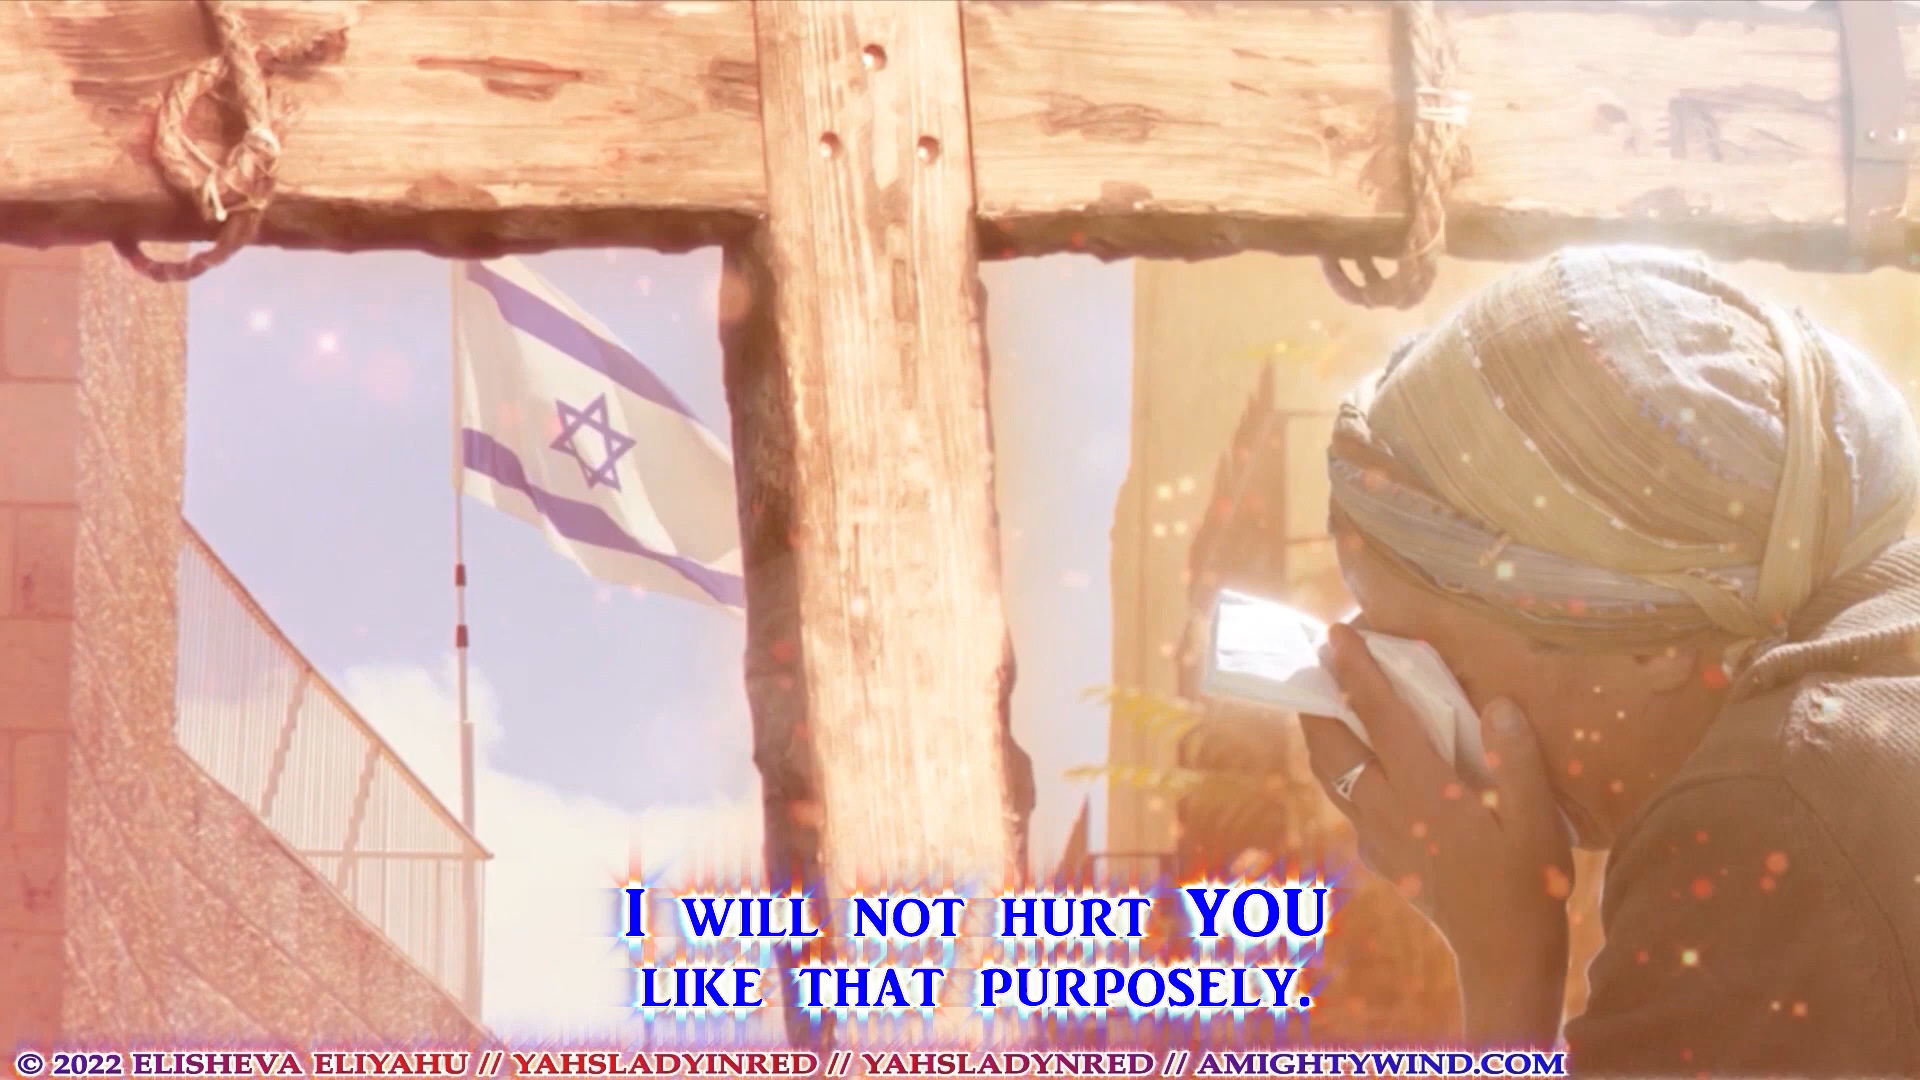 I WILL NOT HURT YOU
LIKE THAT PURPOSELY.
© 2022 ELISHEVA ELIYAHU // YAHSLADYINRED // YAHSLADYNRED // AMIGHTYWIND.COM